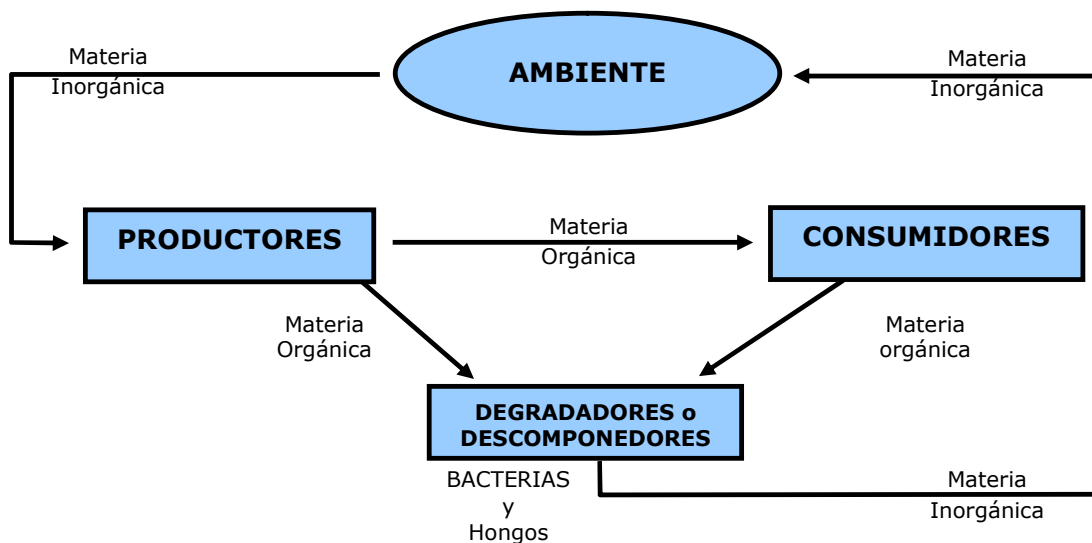 Materia
Inorgánica
AMBIENTE
Materia
Inorgánica
PRODUCTORES
Materia
Orgánica
CONSUMIDORES
Materia
Orgánica
Materia
orgánica
DEGRADADORES o
DESCOMPONEDORES
BACTERIAS
y
Hongos
Materia
Inorgánica